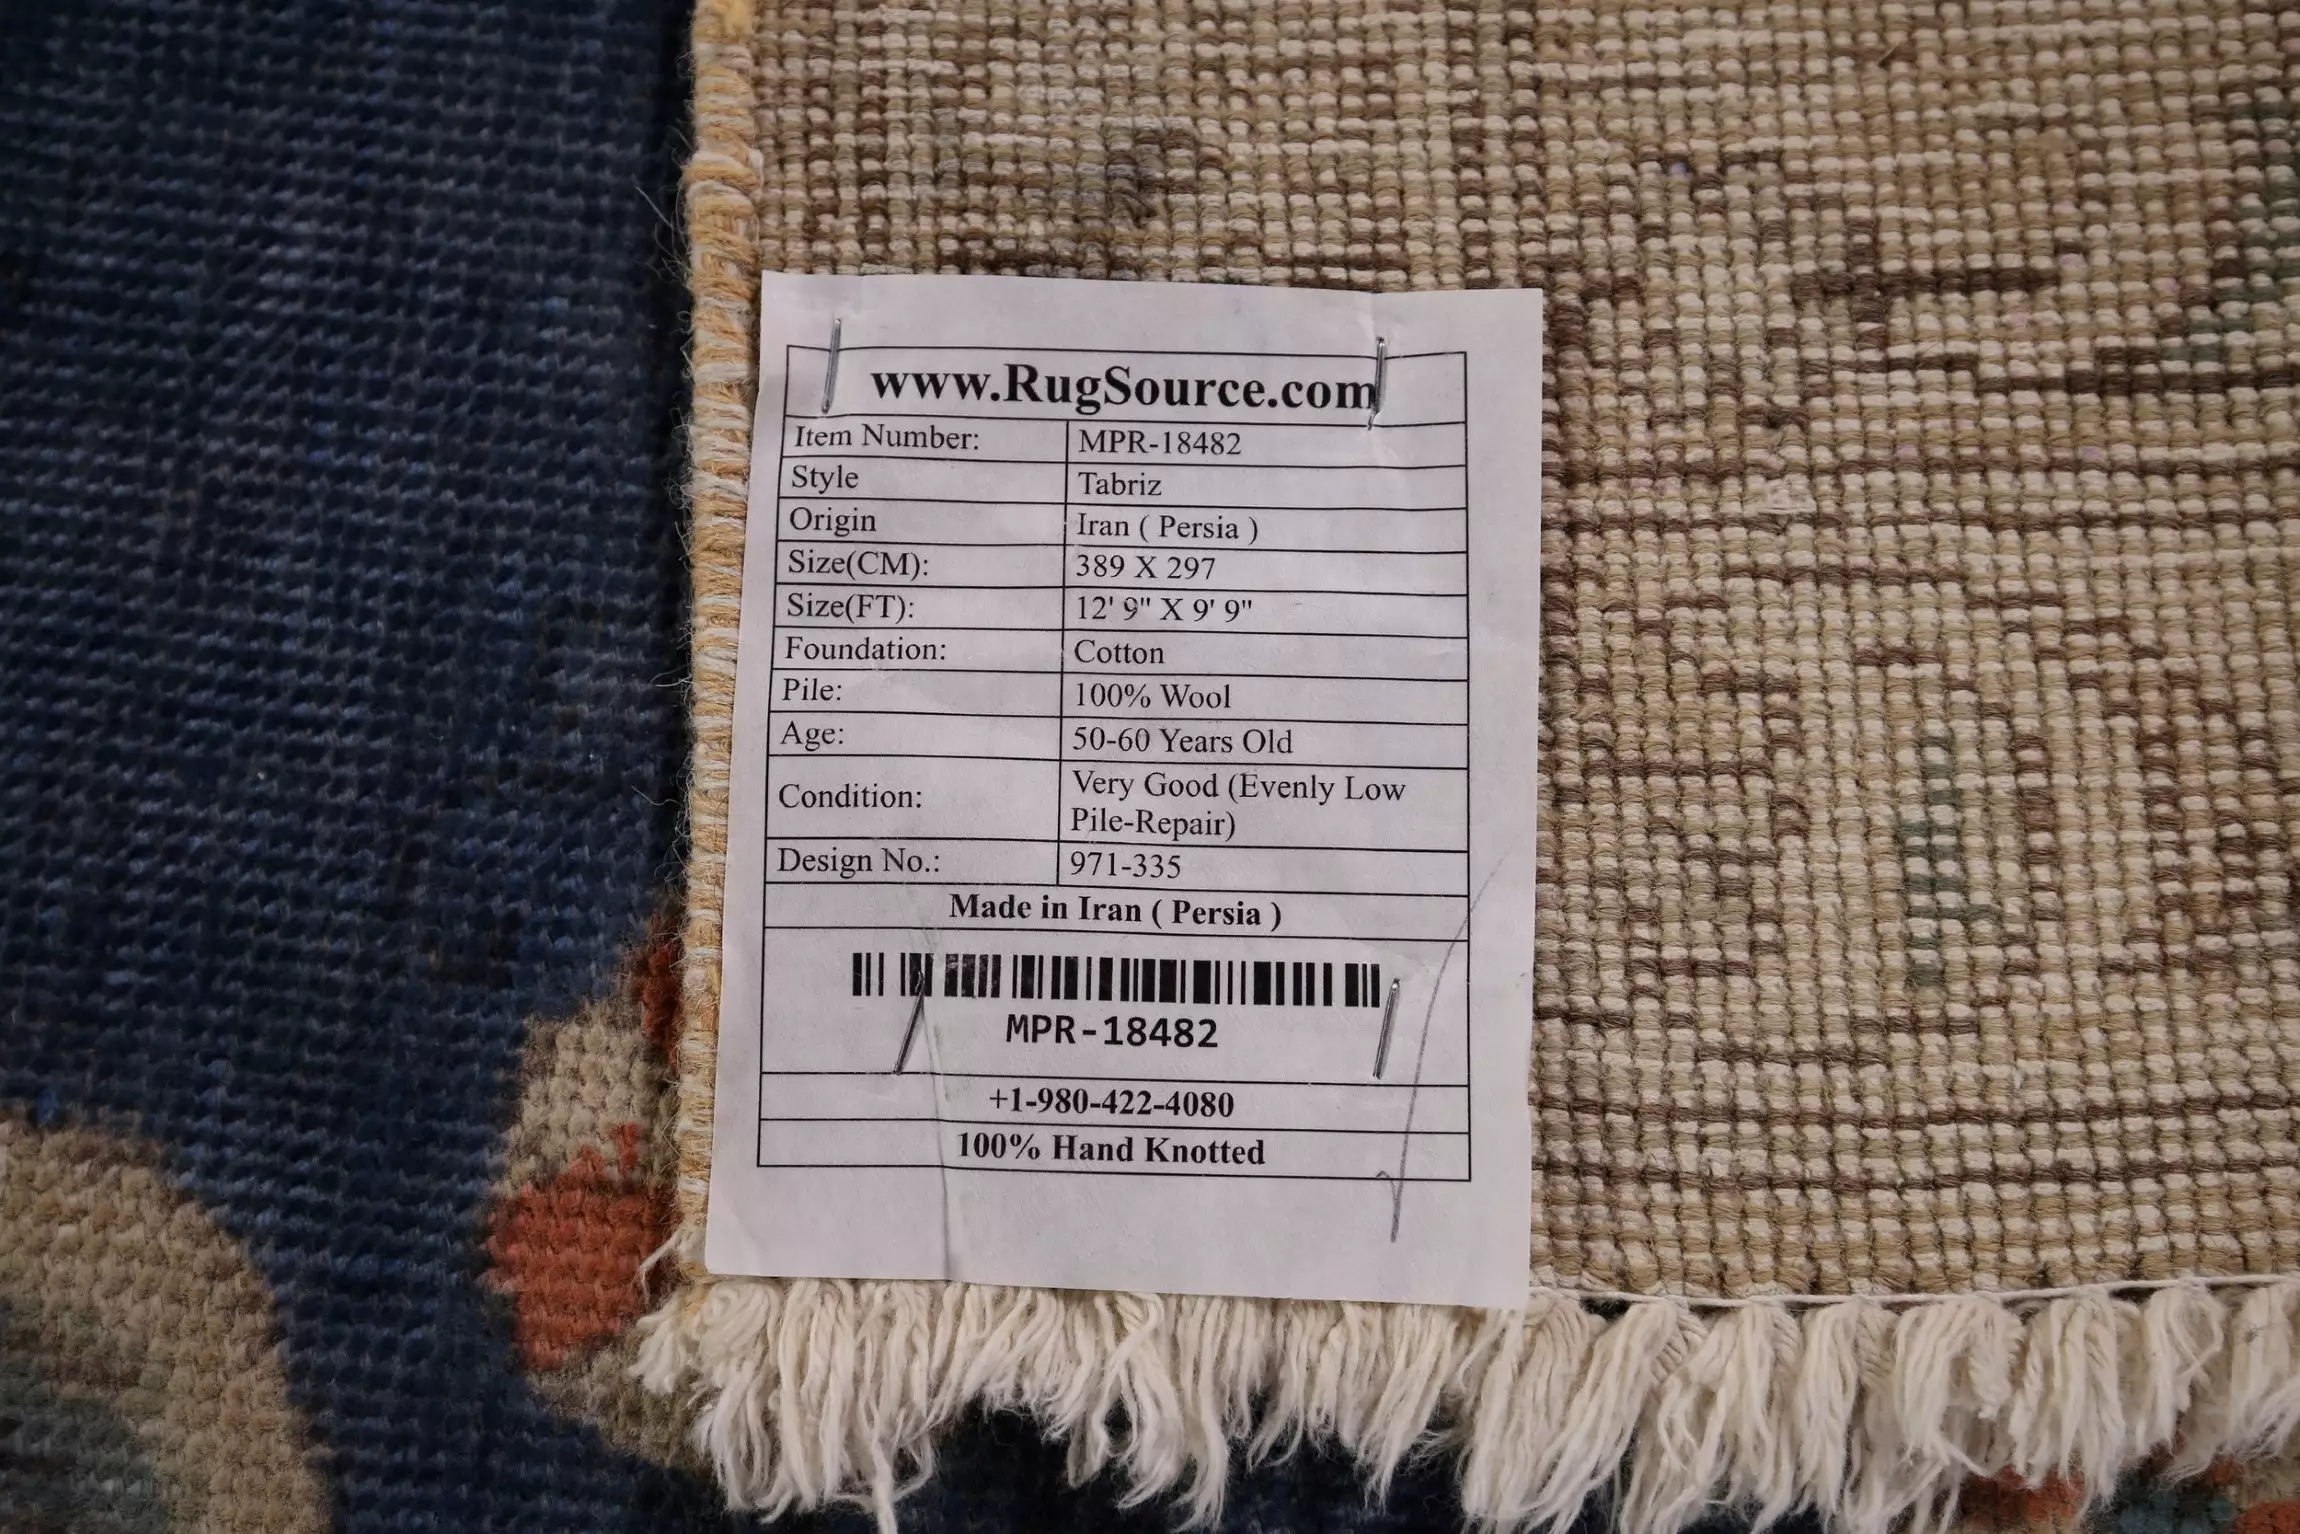 www.RugSource.com
Item Number: MPR-18482
Style Tabriz
Origin Iran ( Persia )
Size(CM): 389 X 297
Size(FT): 12' 9" X 9' 9"
Foundation: Cotton
Pile: 100% Wool
Age: 50-60 Years Old
Condition: Very Good (Evenly Low
Pile-Repair)
Design No.: 971-335
Made in Iran ( Persia )
MPR-18482
+1-980-422-4080
100% Hand Knotted